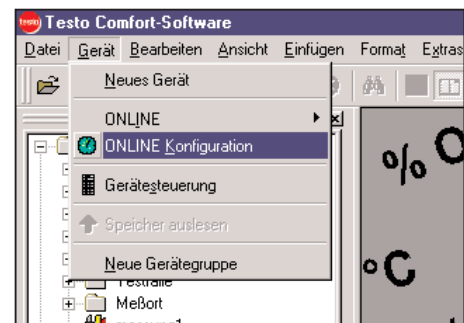 testo Testo Comfort-Software
Datei Gerät Bearbeiten Ansicht Einfügen Format Extras
Neues Gerät
ONLINE
ONLINE Konfiguration
Gerätesteuerung
Speicher auslesen
Neue Gerätegruppe
Meßort
%
°C